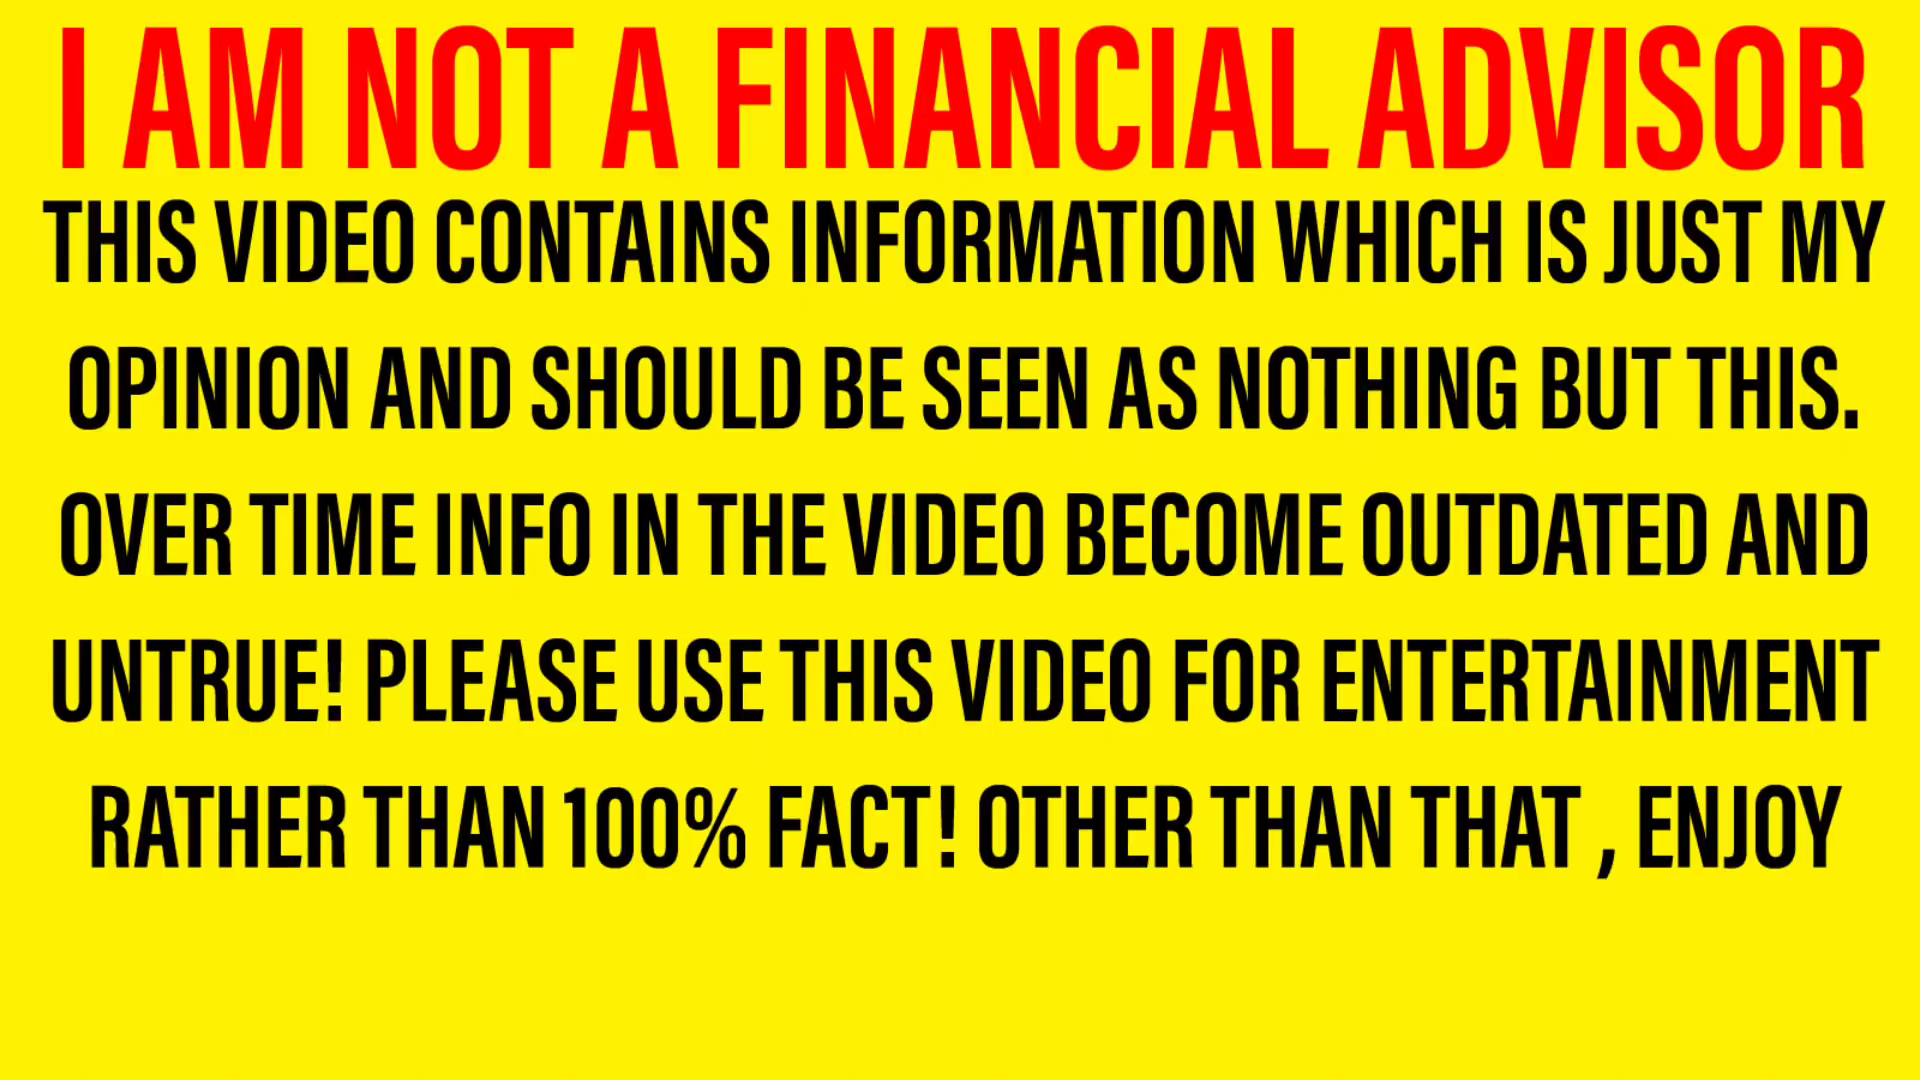 I AM NOT A FINANCIAL ADVISOR
THIS VIDEO CONTAINS INFORMATION WHICH IS JUST MY
OPINION AND SHOULD BE SEEN AS NOTHING BUT THIS.
OVER TIME INFO IN THE VIDEO BECOME OUTDATED AND
UNTRUE! PLEASE USE THIS VIDEO FOR ENTERTAINMENT
RATHER THAN 100% FACT! OTHER THAN THAT , ENJOY